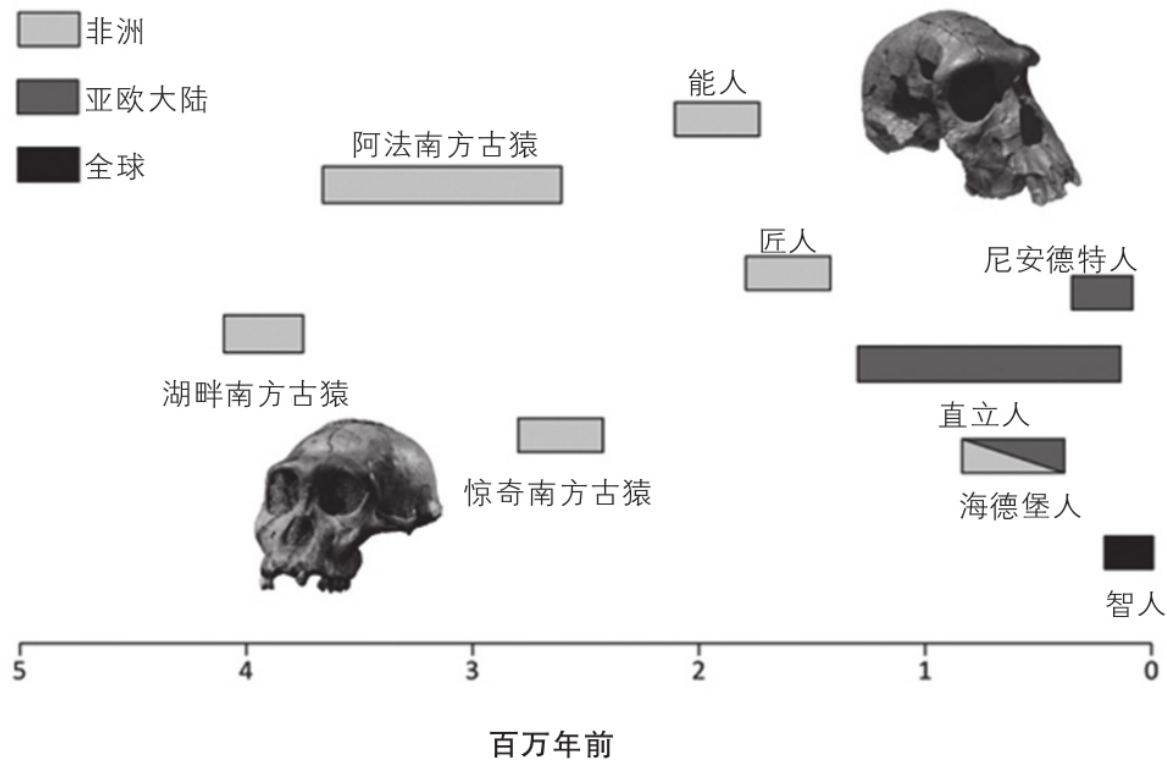 非洲
亚欧大陆
全球
能人
阿法南方古猿
匠人
尼安德特人
湖畔南方古猿
直立人
惊奇南方古猿
海德堡人
智人
5 4 3 2 1 0
百万年前